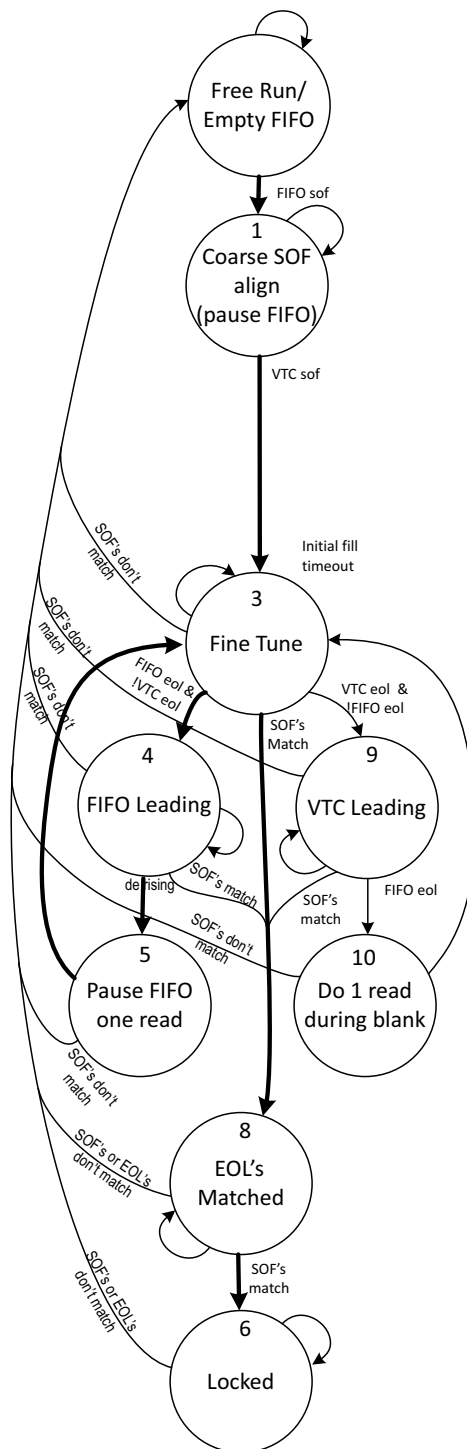 Free Run/
Empty FIFO
FIFO sof
1
Coarse SOF
align
(pause FIFO)
VTC sof
SOF's don't
match
Initial fill
timeout
3
Fine Tune
SOF's don't
match
FIFO eol &
!VTC eol
VTC eol  &
!FIFO eol
SOF's
Match
SOF's don't
match
4
FIFO Leading
9
VTC Leading
de rising
SOF's match
SOF's
match
FIFO eol
SOF's don't
match
5
Pause FIFO
one read
10
Do 1 read
during blank
SOF's don't
match
8
EOL's
Matched
SOF's or EOL's
don't match
SOF's
match
SOF's or EOL's
don't match
6
Locked